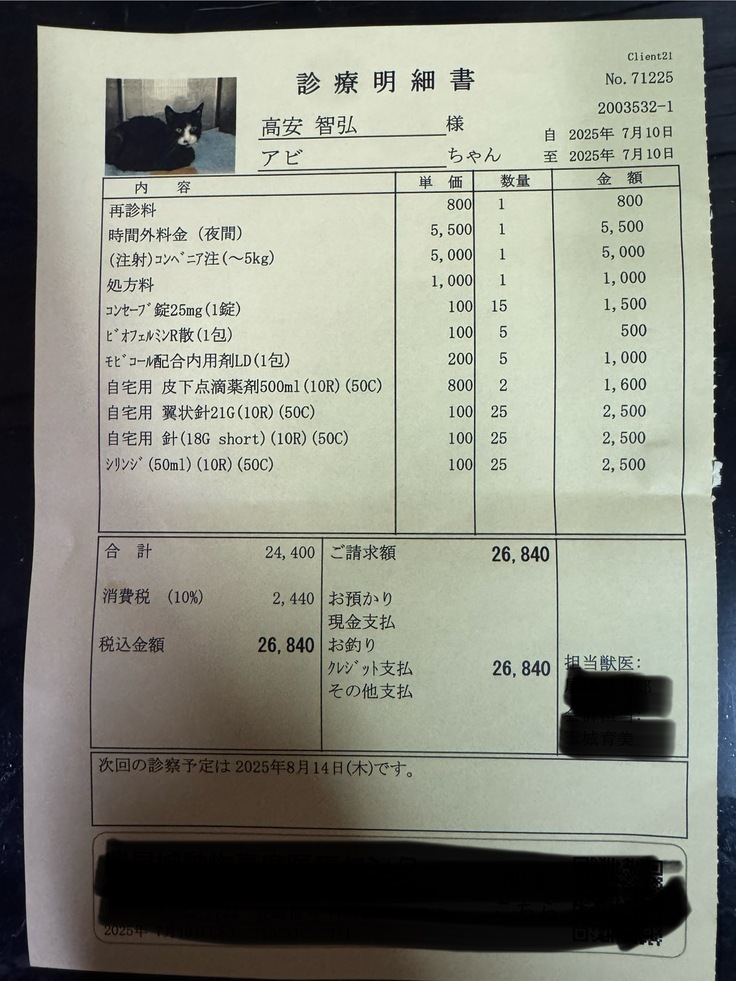 Client21
診療明細書
No.71225
2003532-1
高安 智弘 様
自 2025年 7月10日
アビ ちゃん
至 2025年 7月10日
内 容 単 価 数量 金 額
再診料 800 1 800
時間外料金 (夜間) 5,500 1 5,500
(注射)ｺﾝﾍﾞﾆｱ注(～5kg) 5,000 1 5,000
処方料 1,000 1 1,000
ｺﾝｾｰﾌﾞ錠25mg(1錠) 100 15 1,500
ﾋﾞｵﾌｪﾙﾐﾝR散(1包) 100 5 500
ﾓﾋﾞｺｰﾙ配合内用剤LD(1包) 200 5 1,000
自宅用 皮下点滴薬剤500ml(10R)(50C) 800 2 1,600
自宅用 翼状針21G(10R)(50C) 100 25 2,500
自宅用 針(18G short)(10R)(50C) 100 25 2,500
ｼﾘﾝｼﾞ(50ml)(10R)(50C) 100 25 2,500
合 計 24,400 ご請求額 26,840
消費税 (10%) 2,440 お預かり
現金支払
税込金額 26,840 お釣り
ｸﾚｼﾞｯﾄ支払 26,840 担当獣医:
その他支払
次回の診察予定は 2025年8月14日(木)です。
2025年